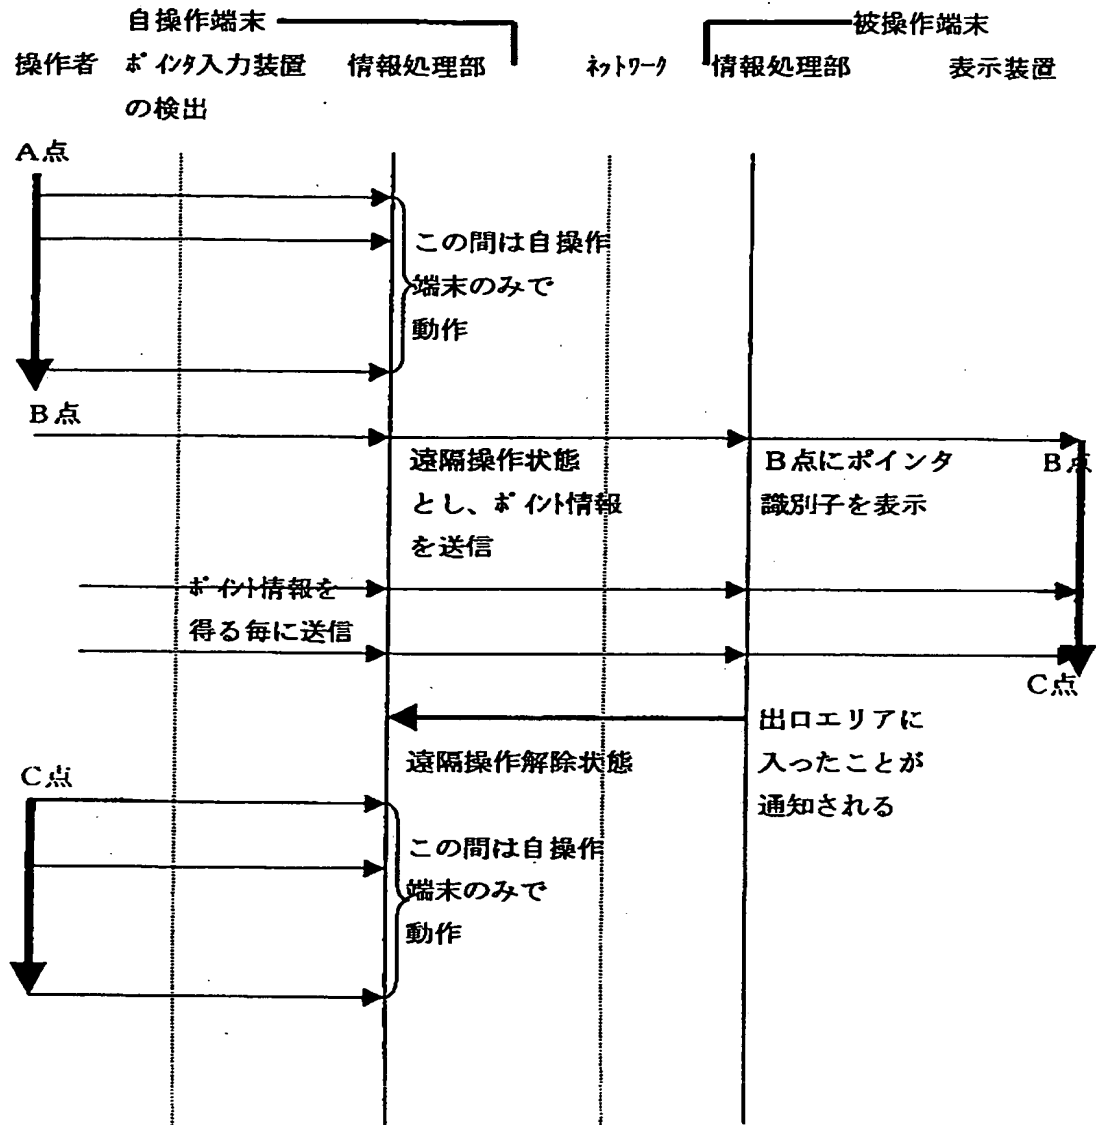 自操作端末
被操作端末
操作者
ポインタ入力装置
の検出
情報処理部
ネットワーク
情報処理部
表示装置
A点
この間は自操作
端末のみで
動作
B点
遠隔操作状態
とし、ポイント情報
を送信
B点にポインタ
識別子を表示
B点
ポイント情報を
得る毎に送信
C点
出口エリアに
入ったことが
通知される
遠隔操作解除状態
C点
この間は自操作
端末のみで
動作